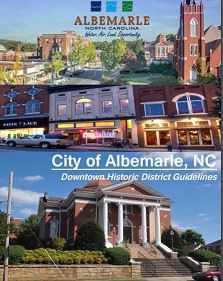 ALBEMARLE
NORTH CAROLINA
Water, Air, Land, Opportunity.
City of Albemarle, NC
Downtown Historic District Guidelines